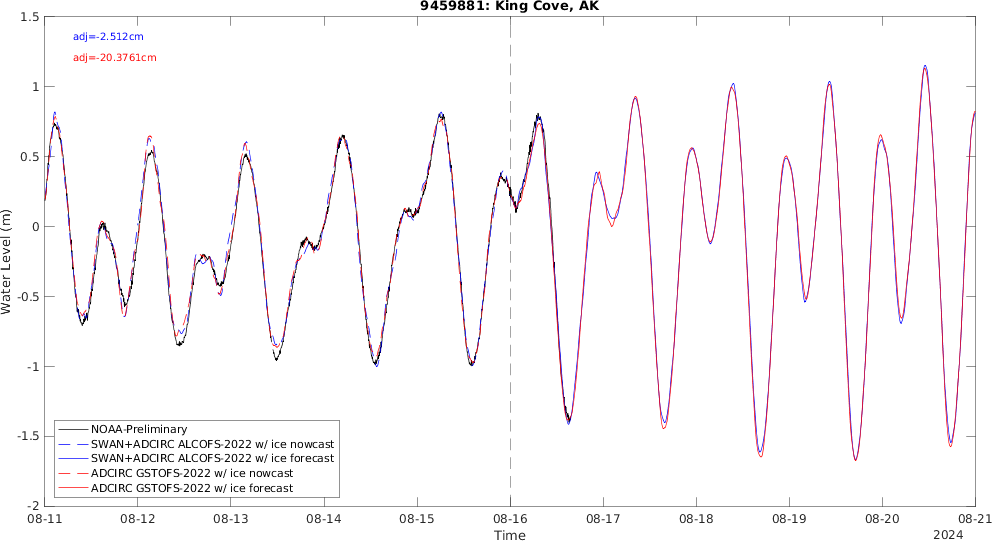 9459881: King Cove, AK
adj=-2.512cm
adj=-20.3761cm
Water Level (m)
1.5
1
0.5
0
-0.5
-1
-1.5
-2
NOAA-Preliminary
SWAN+ADCIRC ALCOFS-2022 w/ ice nowcast
SWAN+ADCIRC ALCOFS-2022 w/ ice forecast
ADCIRC GSTOFS-2022 w/ ice nowcast
ADCIRC GSTOFS-2022 w/ ice forecast
08-11 08-12 08-13 08-14 08-15 08-16 08-17 08-18 08-19 08-20 08-21
Time
2024